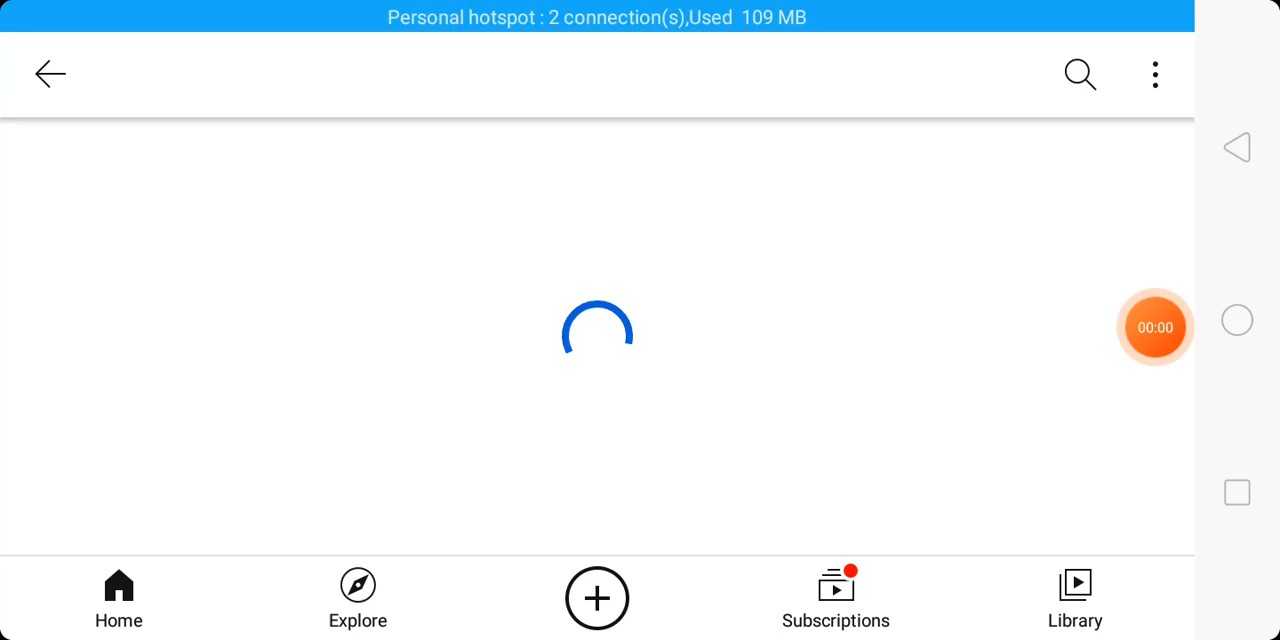 Personal hotspot : 2 connection(s),Used 109 MB
00:00
Home
Explore
Subscriptions
Library